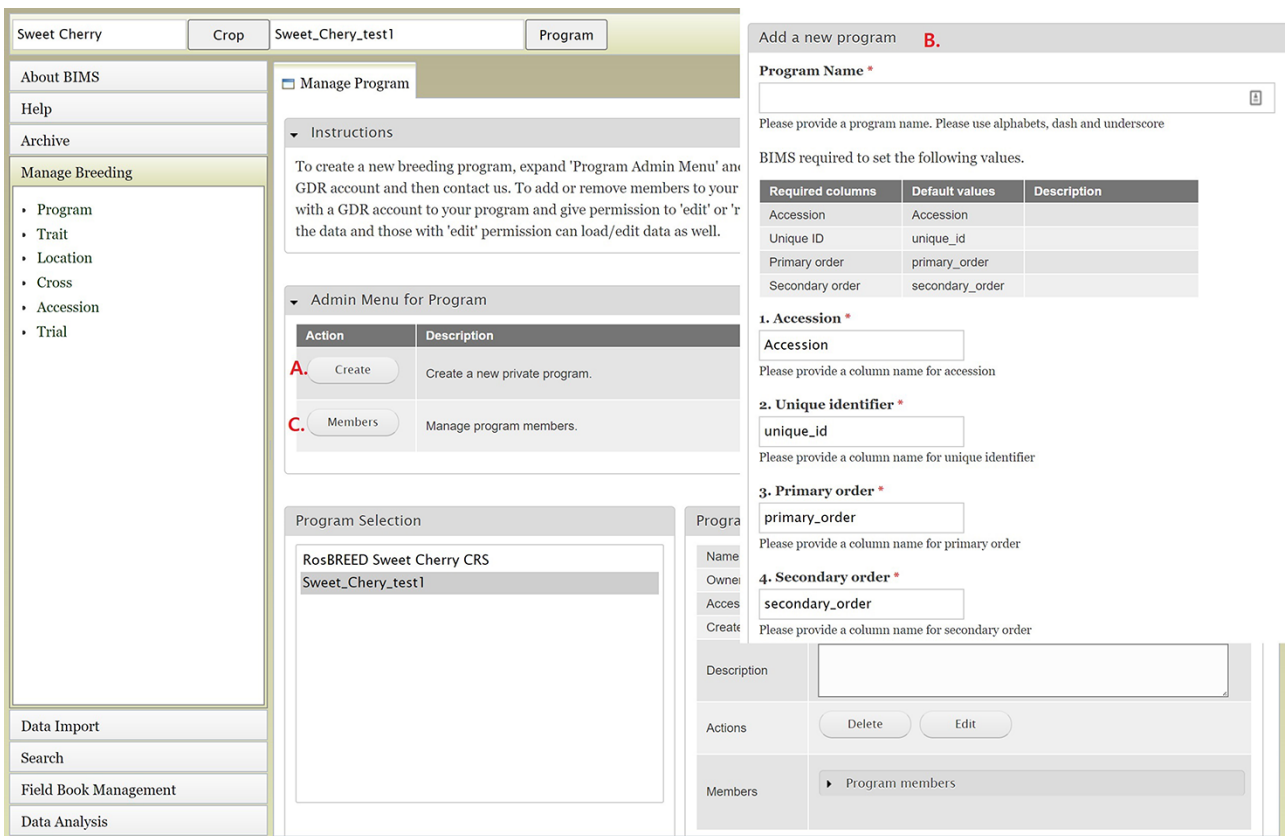 Sweet Cherry
Crop
Sweet_Chery_test1
Program
About BIMS
Help
Archive
Manage Breeding
Program
Trait
Location
Cross
Accession
Trial
Data Import
Search
Field Book Management
Data Analysis
Manage Program
Instructions
To create a new breeding program, expand 'Program Admin Menu' and
GDR account and then contact us. To add or remove members to your
with a GDR account to your program and give permission to 'edit' or 'r
the data and those with 'edit' permission can load/edit data as well.
Admin Menu for Program
Action Description
A. Create Create a new private program.
C. Members Manage program members.
Program Selection
RosBREED Sweet Cherry CRS
Sweet_Chery_test1
Progra
Name
Owner
Acces
Create
Description
Actions Delete Edit
Members Program members
Add a new program B.
Program Name *
Please provide a program name. Please use alphabets, dash and underscore
BIMS required to set the following values.
Required columns Default values Description
Accession Accession
Unique ID unique_id
Primary order primary_order
Secondary order secondary_order
1. Accession *
Accession
Please provide a column name for accession
2. Unique identifier *
unique_id
Please provide a column name for unique identifier
3. Primary order *
primary_order
Please provide a column name for primary order
4. Secondary order *
secondary_order
Please provide a column name for secondary order